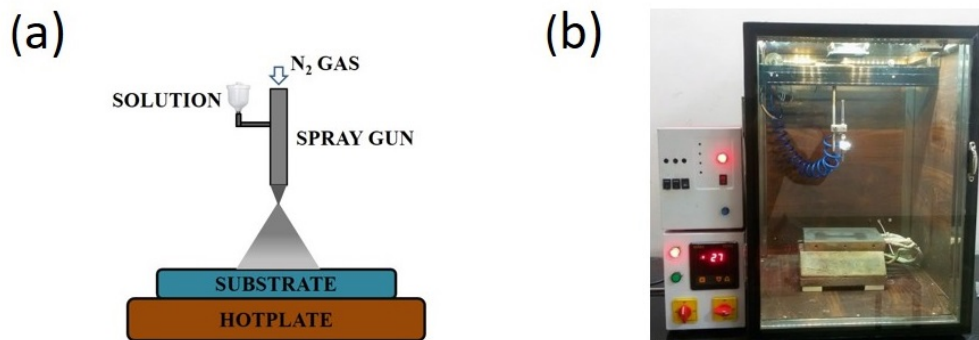 (a)
N₂ GAS
SOLUTION
SPRAY GUN
SUBSTRATE
HOTPLATE
(b)
27